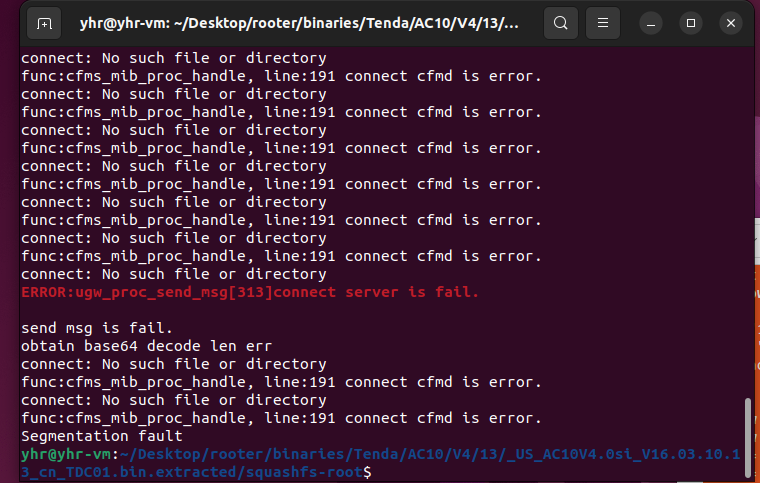 yhr@yhr-vm: ~/Desktop/rooter/binaries/Tenda/AC10/V4/13/...
connect: No such file or directory
func:cfms_mib_proc_handle, line:191 connect cfmd is error.
connect: No such file or directory
func:cfms_mib_proc_handle, line:191 connect cfmd is error.
connect: No such file or directory
func:cfms_mib_proc_handle, line:191 connect cfmd is error.
connect: No such file or directory
func:cfms_mib_proc_handle, line:191 connect cfmd is error.
connect: No such file or directory
func:cfms_mib_proc_handle, line:191 connect cfmd is error.
connect: No such file or directory
func:cfms_mib_proc_handle, line:191 connect cfmd is error.
connect: No such file or directory
ERROR:ugw_proc_send_msg[313]connect server is fail.
send msg is fail.
obtain base64 decode len err
connect: No such file or directory
func:cfms_mib_proc_handle, line:191 connect cfmd is error.
connect: No such file or directory
func:cfms_mib_proc_handle, line:191 connect cfmd is error.
Segmentation fault
yhr@yhr-vm:~/Desktop/rooter/binaries/Tenda/AC10/V4/13/_US_AC10V4.0si_V16.03.10.1
3_cn_TDC01.bin.extracted/squashfs-root$